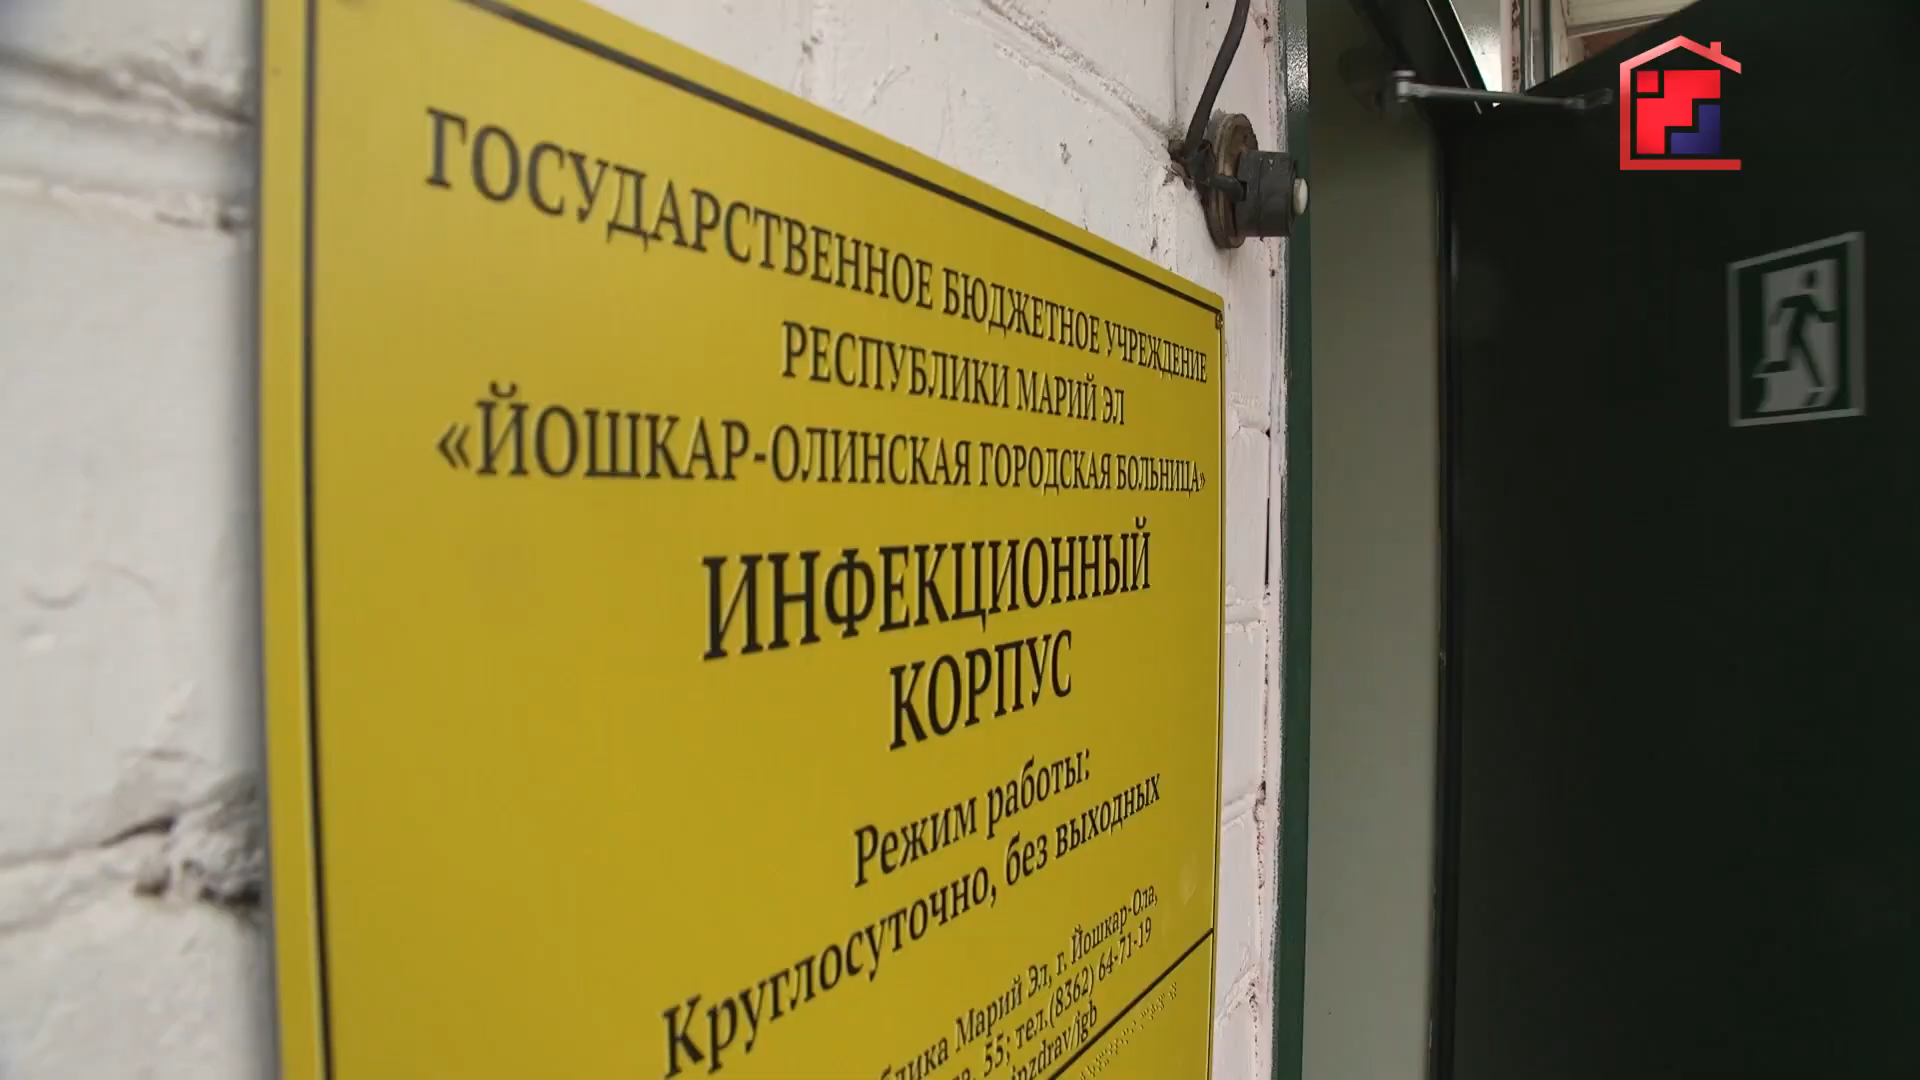 ГОСУДАРСТВЕННОЕ БЮДЖЕТНОЕ УЧРЕЖДЕНИЕ
РЕСПУБЛИКИ МАРИЙ ЭЛ
«ЙОШКАР-ОЛИНСКАЯ ГОРОДСКАЯ БОЛЬНИЦА»
ИНФЕКЦИОННЫЙ
КОРПУС
Режим работы:
Круглосуточно, без выходных
Марий Эл, г. Йошкар-Ола,
55; тел.(8362) 64-71-19